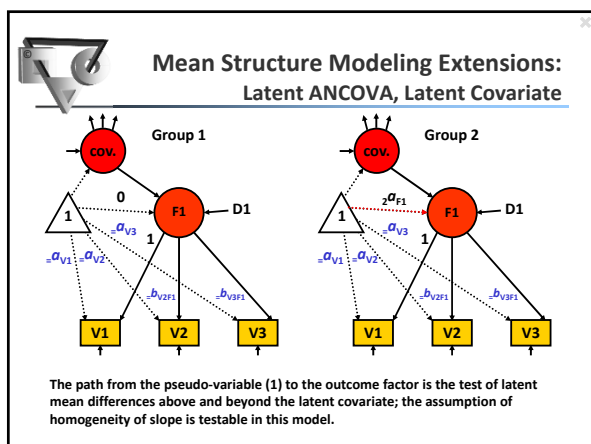 Mean Structure Modeling Extensions:
Latent ANCOVA, Latent Covariate
Group 1
Group 2
cov.
1
0
F1
D1
1
=aV3
=aV1
=aV2
=bV2F1
=bV3F1
V1
V2
V3
cov.
1
2aF1
F1
D1
1
=aV3
=aV1
=aV2
=bV2F1
=bV3F1
V1
V2
V3
The path from the pseudo-variable (1) to the outcome factor is the test of latent
mean differences above and beyond the latent covariate; the assumption of
homogeneity of slope is testable in this model.